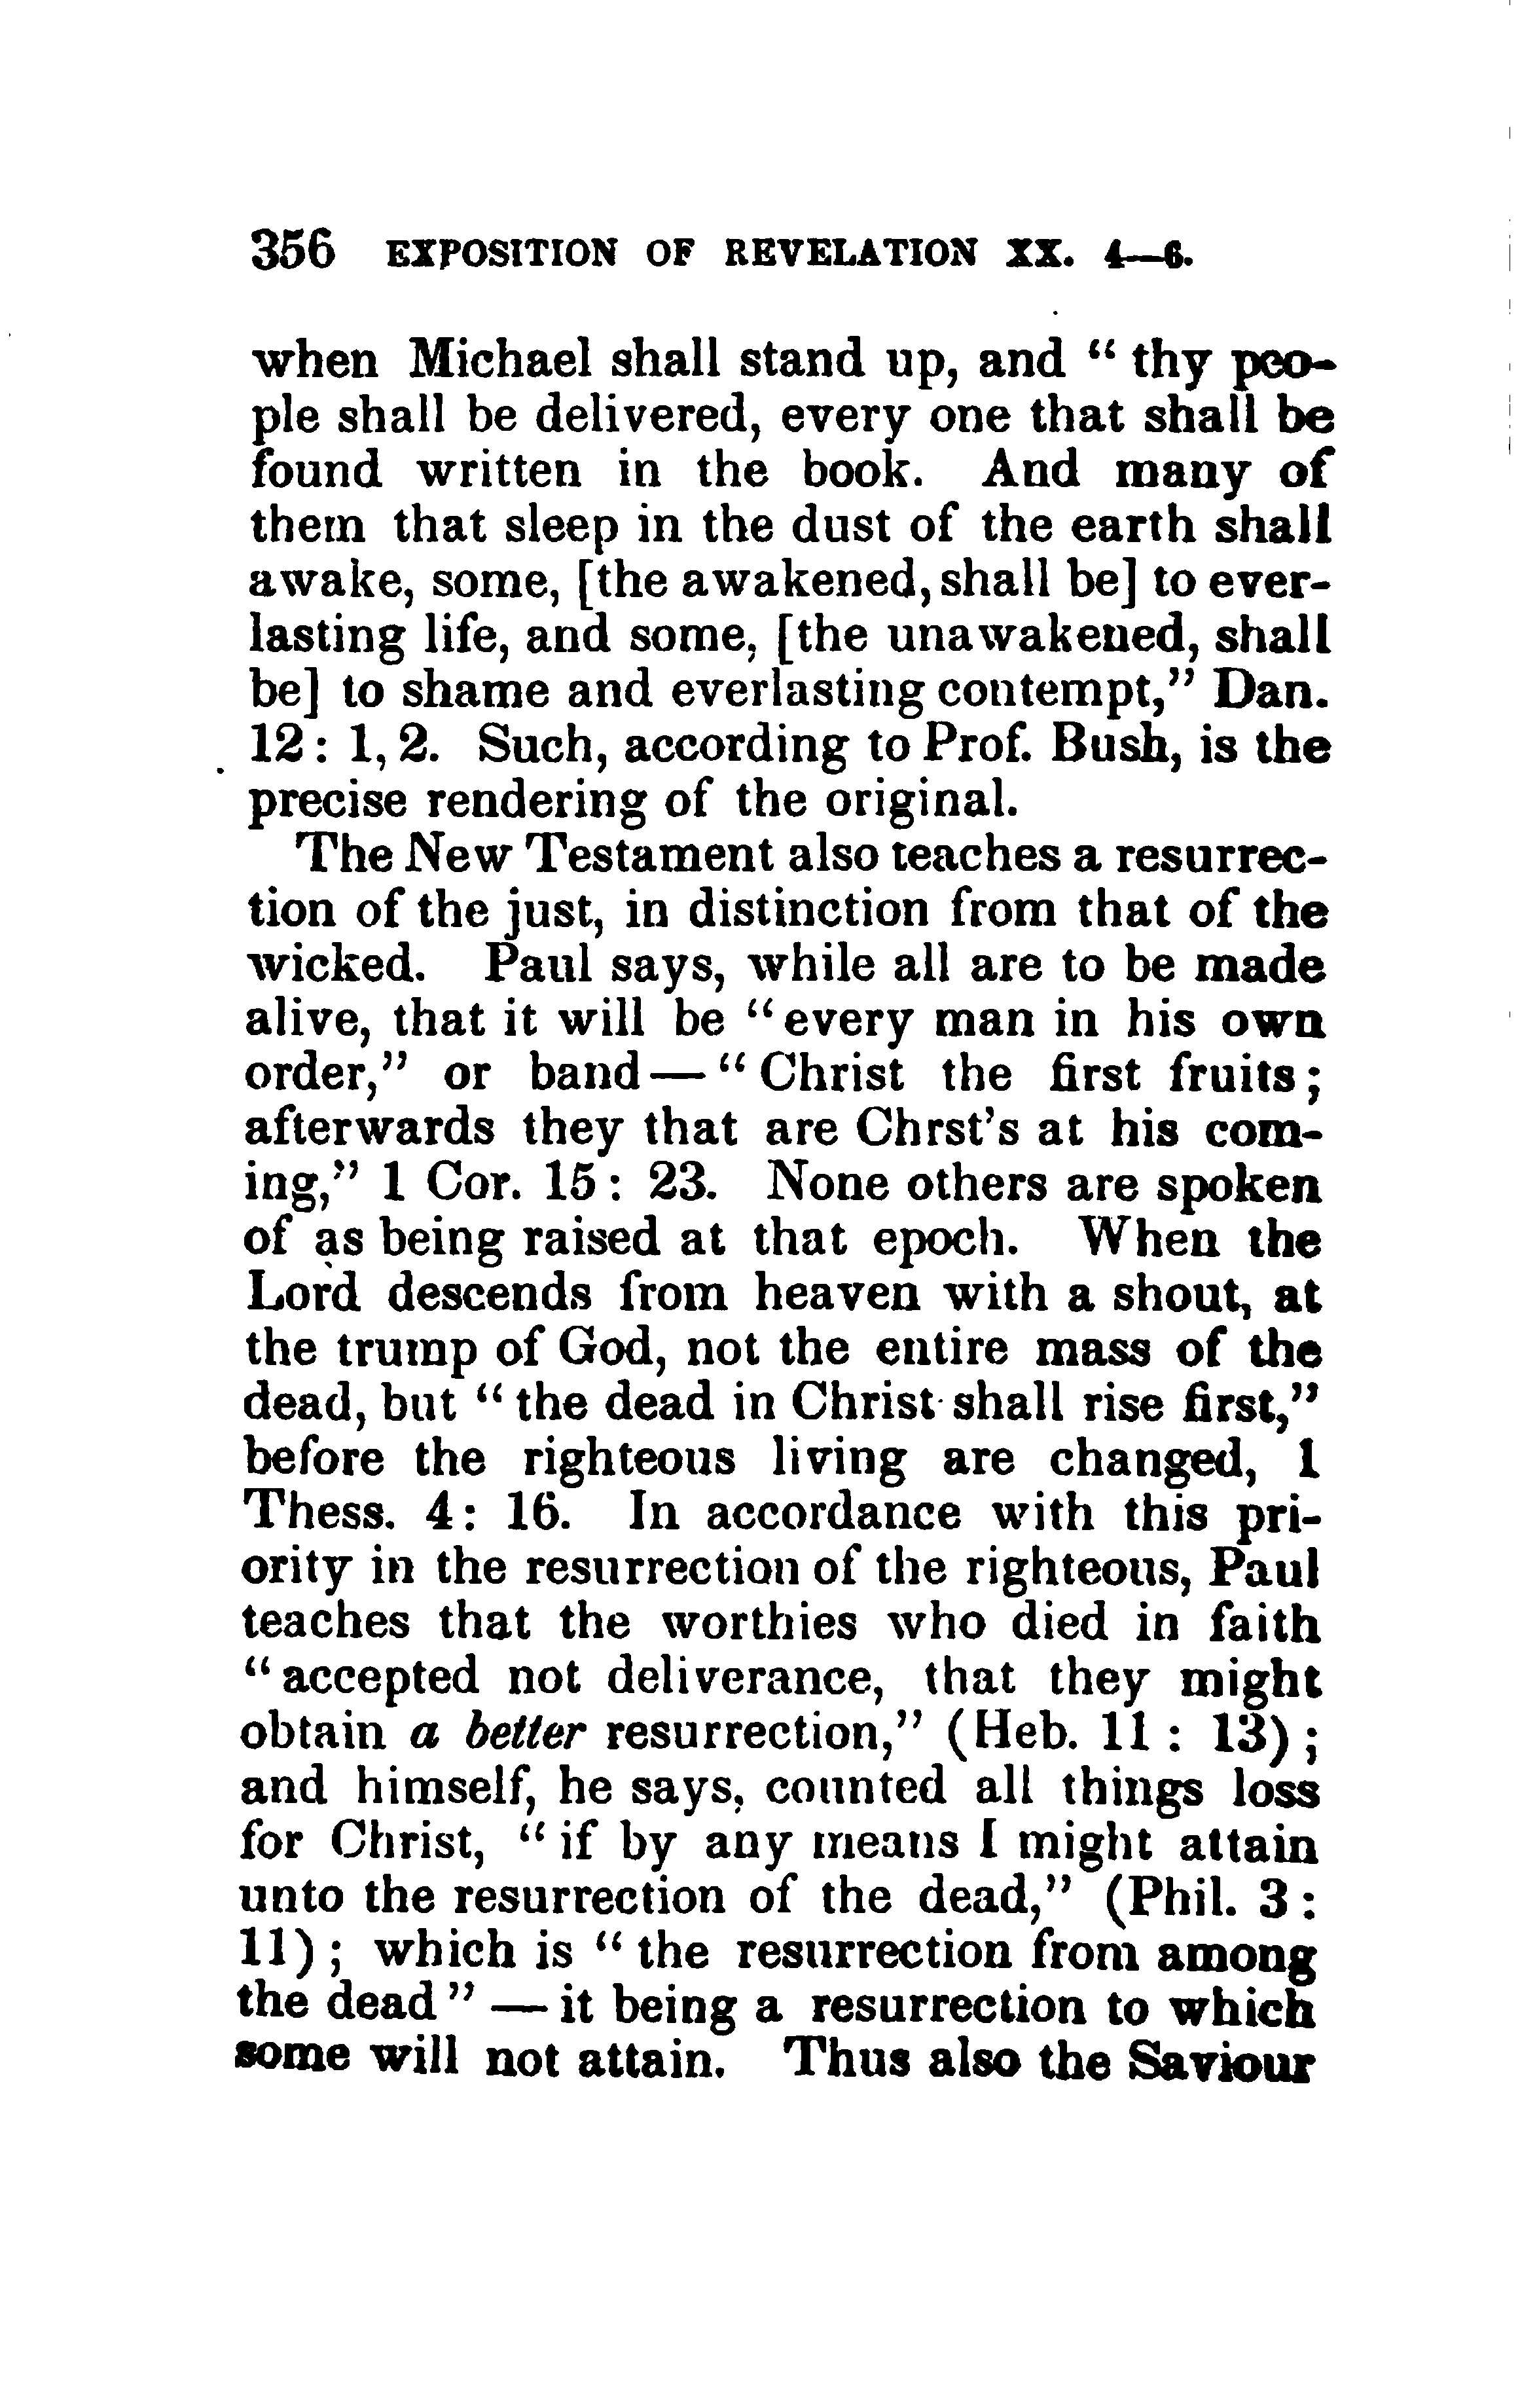 356 EXPOSITION OF REVELATION XX. 4—6.
when Michael shall stand up, and “ thy peo-
ple shall be delivered, every one that shall be
found written in the book. And many of
them that sleep in the dust of the earth shall
awake, some, [the awakened, shall be] to ever-
lasting life, and some, [the unawakened, shall
be] to shame and everlasting contempt,” Dan.
12 : 1, 2. Such, according to Prof. Bush, is the
precise rendering of the original.
The New Testament also teaches a resurrec-
tion of the just, in distinction from that of the
wicked. Paul says, while all are to be made
alive, that it will be “ every man in his own
order,” or band — “ Christ the first fruits ;
afterwards they that are Chrst’s at his com-
ing,” 1 Cor. 15 : 23. None others are spoken
of as being raised at that epoch. When the
Lord descends from heaven with a shout, at
the trump of God, not the entire mass of the
dead, but “ the dead in Christ shall rise first,”
before the righteous living are changed, 1
Thess. 4 : 16. In accordance with this pri-
ority in the resurrection of the righteous, Paul
teaches that the worthies who died in faith
“ accepted not deliverance, that they might
obtain a better resurrection,” (Heb. 11 : 13) ;
and himself, he says, counted all things loss
for Christ, “ if by any means I might attain
unto the resurrection of the dead,” (Phil. 3 :
11) ; which is “ the resurrection from among
the dead ” — it being a resurrection to which
some will not attain. Thus also the Saviour